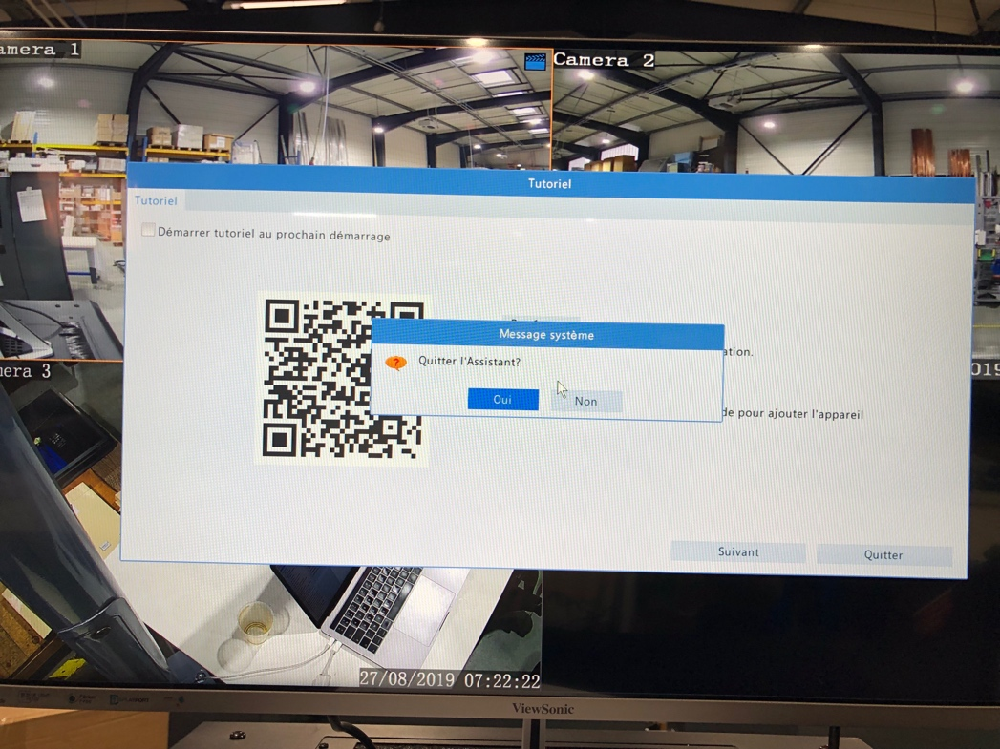 amera 1
Camera 2
Tutoriel
Tutoriel
Démarrer tutoriel au prochain démarrage
Message système
ation.
Quitter l'Assistant?
Oui
Non
de pour ajouter l'appareil
era 3
019
Suivant
Quitter
27/08/2019 07:22:22
ViewSonic